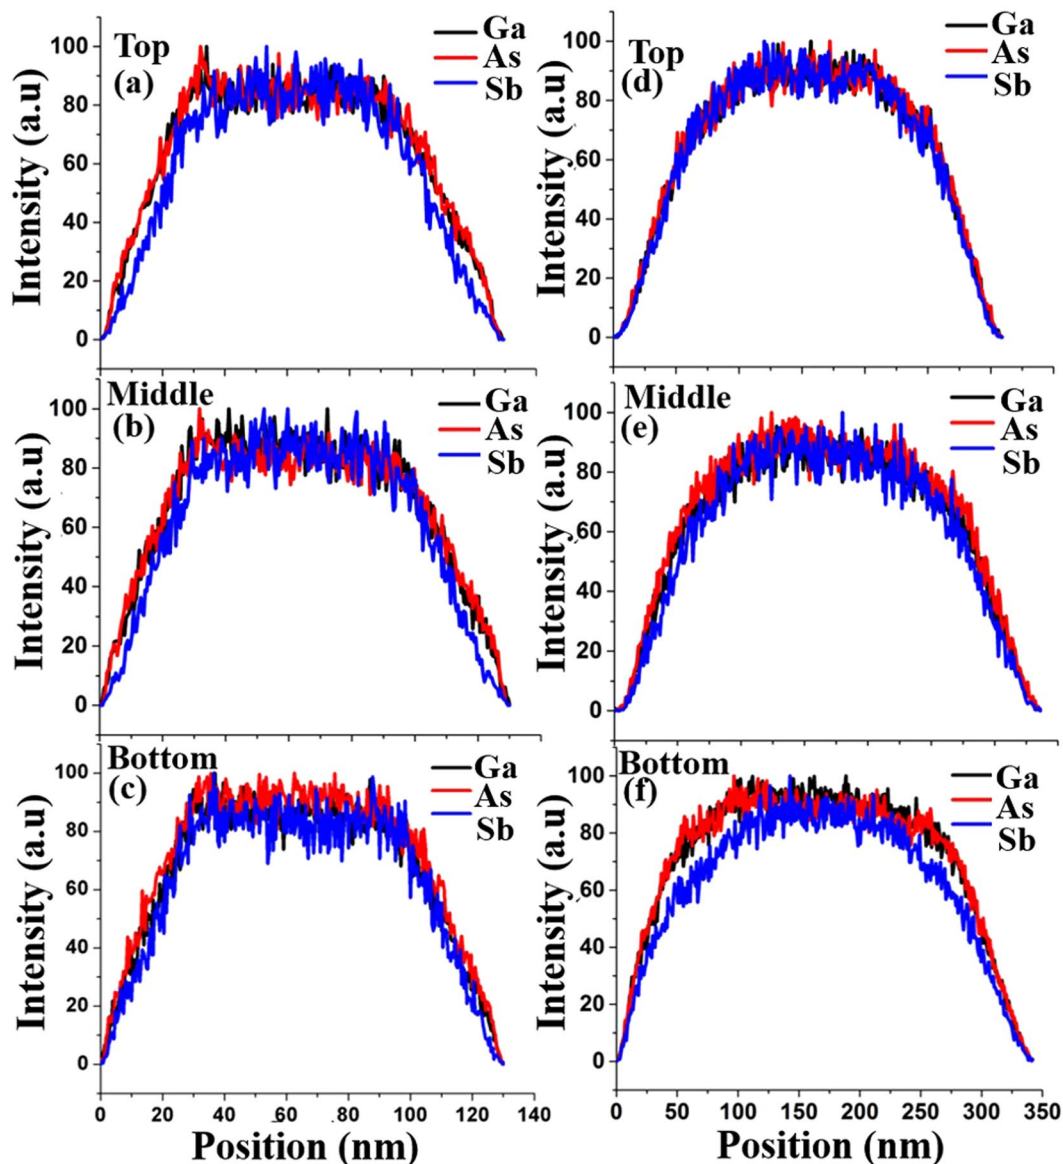 Top
(a)
Ga
As
Sb
Intensity (a.u)
100
80
60
40
20
0
Top
(d)
Ga
As
Sb
Intensity (a.u)
100
80
60
40
20
0
Middle
(b)
Ga
As
Sb
Intensity (a.u)
100
80
60
40
20
0
Middle
(e)
Ga
As
Sb
Intensity (a.u)
100
80
60
40
20
0
Bottom
(c)
Ga
As
Sb
Intensity (a.u)
100
80
60
40
20
0
0 20 40 60 80 100 120 140
Position (nm)
Bottom
(f)
Ga
As
Sb
Intensity (a.u)
100
80
60
40
20
0
0 50 100 150 200 250 300 350
Position (nm)